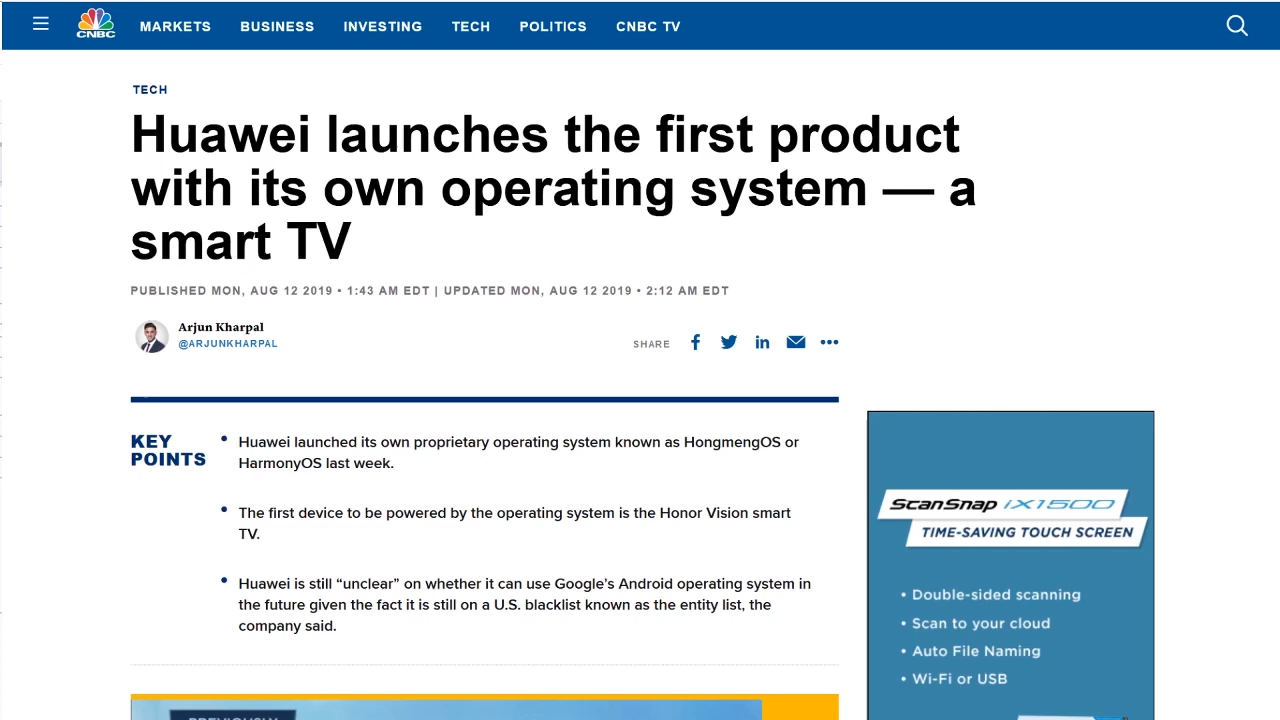 CNBC
MARKETS BUSINESS INVESTING TECH POLITICS CNBC TV
TECH
Huawei launches the first product
with its own operating system — a
smart TV
PUBLISHED MON, AUG 12 2019 • 1:43 AM EDT | UPDATED MON, AUG 12 2019 • 2:12 AM EDT
Arjun Kharpal
@ARJUNKHARPAL
SHARE
KEY
POINTS
• Huawei launched its own proprietary operating system known as HongmengOS or
HarmonyOS last week.
• The first device to be powered by the operating system is the Honor Vision smart
TV.
• Huawei is still “unclear” on whether it can use Google’s Android operating system in
the future given the fact it is still on a U.S. blacklist known as the entity list, the
company said.
ScanSnap iX1500
TIME-SAVING TOUCH SCREEN
• Double-sided scanning
• Scan to your cloud
• Auto File Naming
• Wi-Fi or USB
PREVIOUSLY